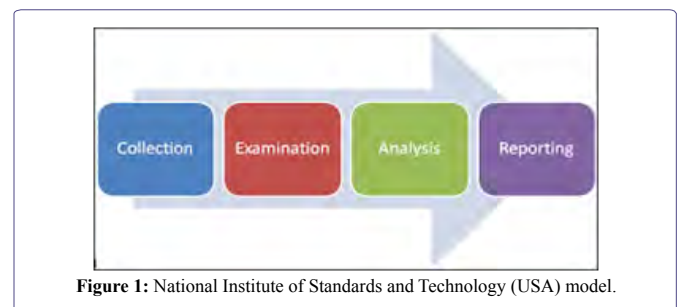 Collection Examination Analysis Reporting
Figure 1: National Institute of Standards and Technology (USA) model.